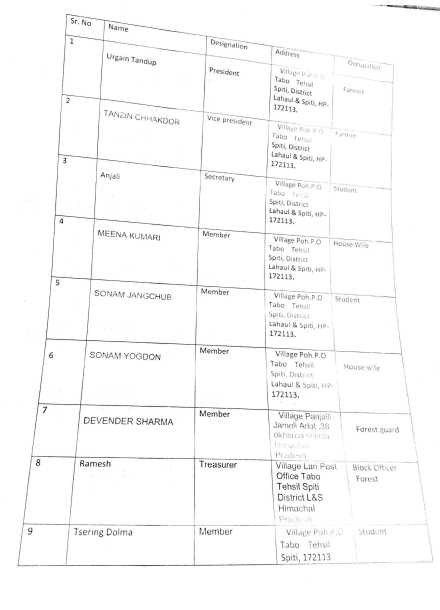 Sr. No Name Designation Address Occupation
1 Urgain Tandup President Village Poh.P.O Farmer
Tabo Tehsil
Spiti, District
Lahaul & Spiti, HP-
172113.
2 TANZIN CHHAKDOR Vice president Village Poh.P.O Farmer
Tabo Tehsil
Spiti, District
Lahaul & Spiti, HP-
172113.
3 Anjali Secretary Village Poh.P.O Student
Tabo Tehsil
Spiti, District
Lahaul & Spiti, HP-
172113.
4 MEENA KUMARI Member Village Poh.P.O House Wife
Tabo Tehsil
Spiti, District
Lahaul & Spiti, HP-
172113.
5 SONAM JANGCHUB Member Village Poh.P.O Student
Tabo Tehsil
Spiti, District
Lahaul & Spiti, HP-
172113.
6 SONAM YOGDON Member Village Poh.P.O House wife
Tabo Tehsil
Spiti, District
Lahaul & Spiti, HP-
172113.
7 DEVENDER SHARMA Member Village Panjaili Forest guard
Jamoli Arlot ,38
shimla
Himachal
Pradesh
8 Ramesh Treasurer Village Lari Post Block Officer
Office Tabo Forest
Tehsil Spiti
District L&S
Himachal
Pradesh
9 Tsering Dolma Member Village Poh.P.O Student
Tabo Tehsil
Spiti, 172113